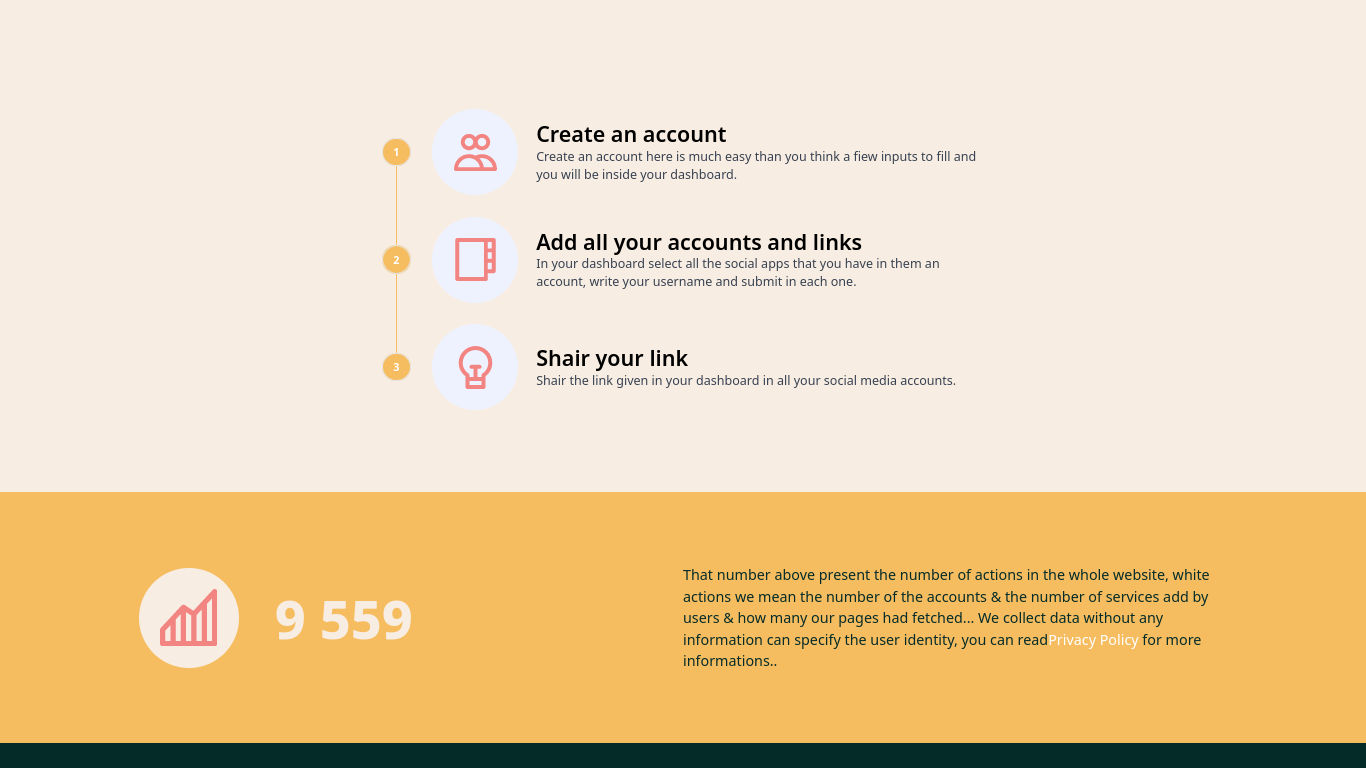 1
Create an account
Create an account here is much easy than you think a fiew inputs to fill and
you will be inside your dashboard.
2
Add all your accounts and links
In your dashboard select all the social apps that you have in them an
account, write your username and submit in each one.
3
Shair your link
Shair the link given in your dashboard in all your social media accounts.
9 559
That number above present the number of actions in the whole website, white
actions we mean the number of the accounts & the number of services add by
users & how many our pages had fetched... We collect data without any
information can specify the user identity, you can readPrivacy Policy for more
informations..